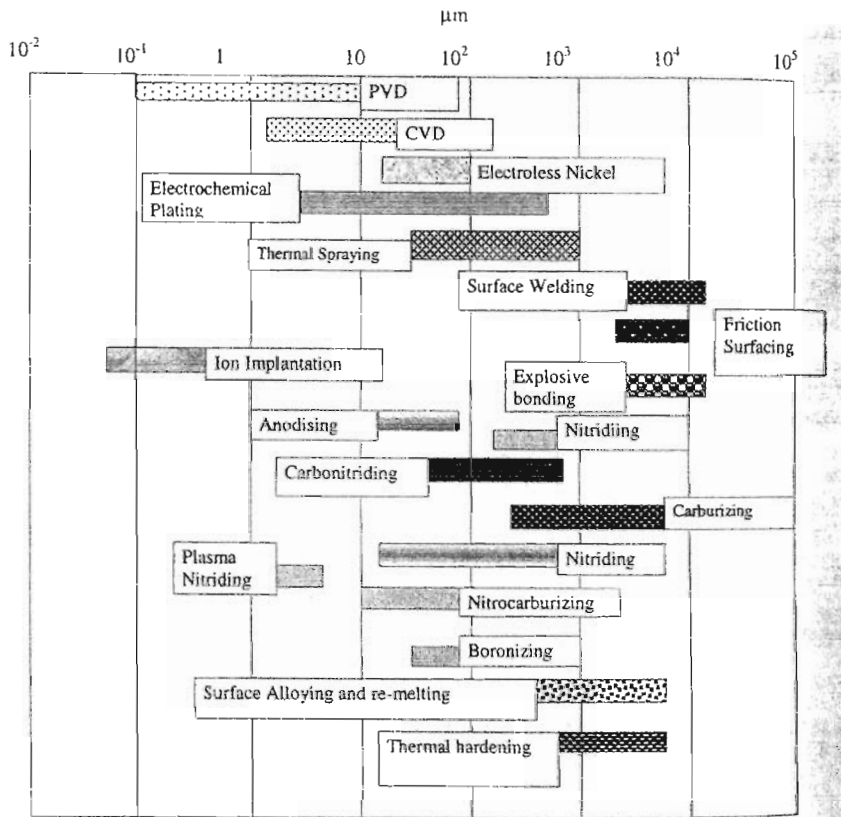 μm
10⁻² 10⁻¹ 1 10 10² 10³ 10⁴ 10⁵
PVD
CVD
Electroless Nickel
Electrochemical
Plating
Thermal Spraying
Surface Welding
Friction
Surfacing
Ion Implantation
Explosive
bonding
Anodising
Nitridiing
Carbonitriding
Carburizing
Plasma
Nitriding
Nitriding
Nitrocarburizing
Boronizing
Surface Alloying and re-melting
Thermal hardening